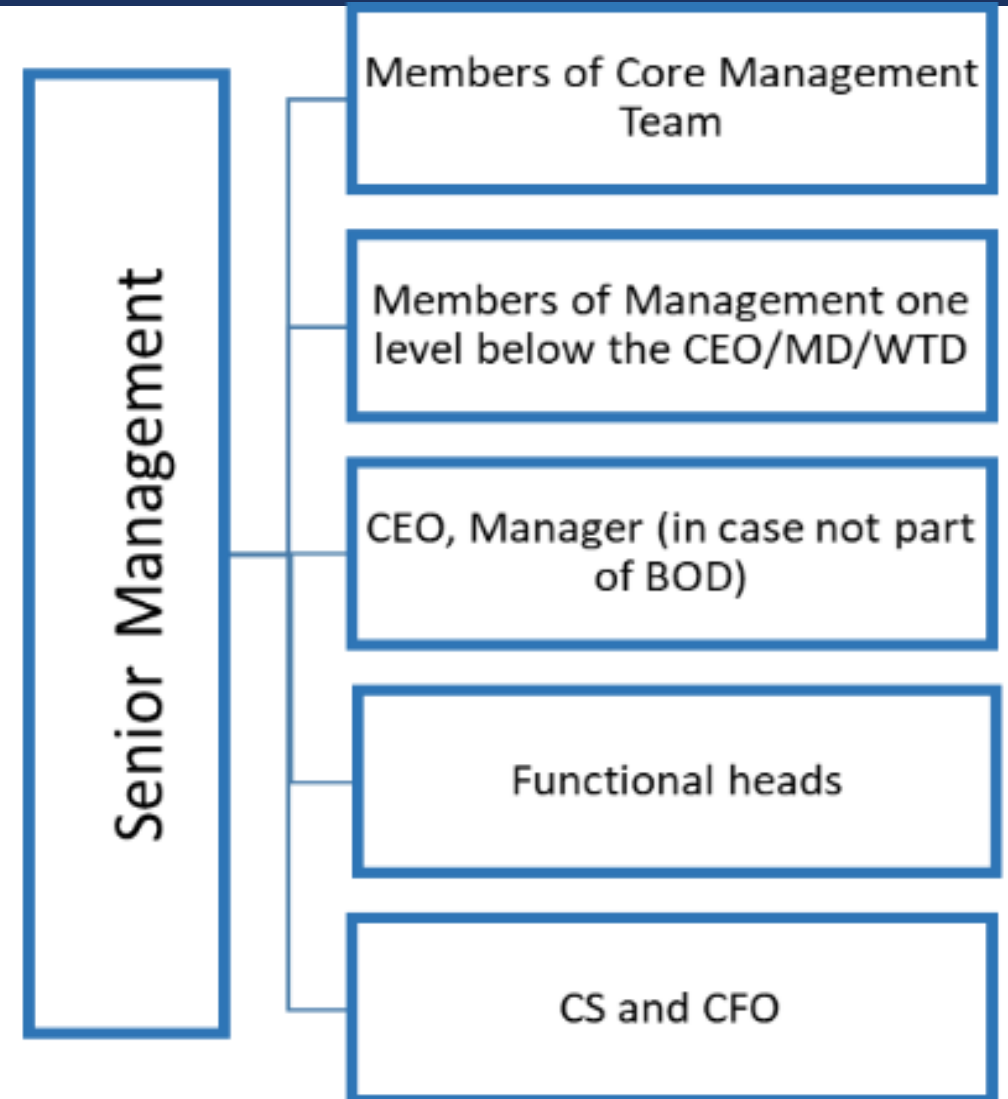 Senior Management
Members of Core Management
Team
Members of Management one
level below the CEO/MD/WTD
CEO, Manager (in case not part
of BOD)
Functional heads
CS and CFO